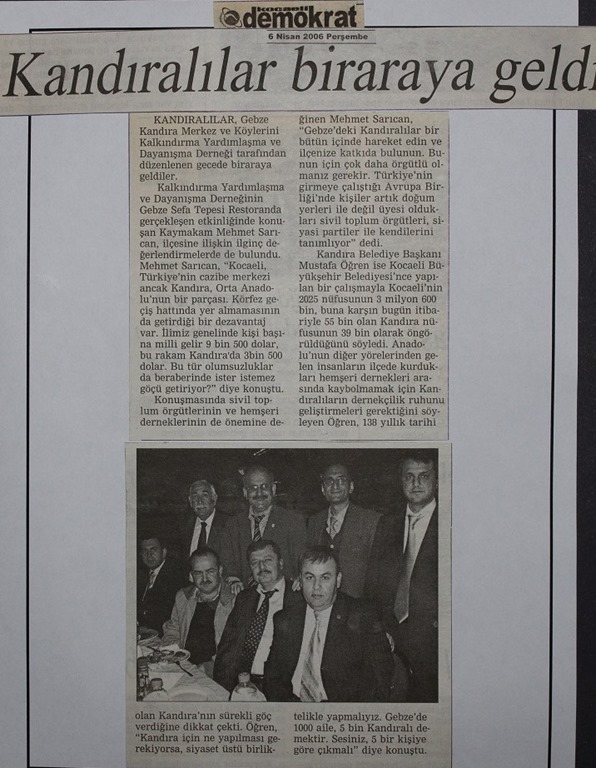 kocaeli
demokrat
6 Nisan 2006 Perşembe
Kandıralılar biraraya geldi
KANDIRALILAR, Gebze
Kandıra Merkez ve Köylerini
Kalkındırma Yardımlaşma ve
Dayanışma Derneği tarafından
düzenlenen gecede biraraya
geldiler.
Kalkındırma Yardımlaşma
ve Dayanışma Derneğinin
Gebze Sefa Tepesi Restoranda
gerçekleşen etkinliğinde konu-
şan Kaymakam Mehmet Sarı-
can, ilçesine ilişkin ilginç de-
ğerlendirmelerde de bulundu.
Mehmet Sarıcan, “Kocaeli,
Türkiye'nin cazibe merkezi
ancak Kandıra, Orta Anado-
lu'nun bir parçası. Körfez ge-
çiş hattında yer almamasının
da getirdiği bir dezavantaj
var. İlimiz genelinde kişi başı-
na milli gelir 9 bin 500 dolar,
bu rakam Kandıra'da 3bin 500
dolar. Bu tür olumsuzluklar
da beraberinde ister istemez
göçü getiriyor?” diye konuştu.
Konuşmasında sivil top-
lum örgütlerinin ve hemşeri
derneklerinin de önemine de-
ğinen Mehmet Sarıcan,
“Gebze'deki Kandıralılar bir
bütün içinde hareket edin ve
ilçenize katkıda bulunun. Bu-
nun için çok daha örgütlü ol-
manız gerekir. Türkiye'nin
girmeye çalıştığı Avrupa Bir-
liği'nde kişiler artık doğum
yerleri ile değil üyesi olduk-
ları sivil toplum örgütleri, si-
yasi partiler ile kendilerini
tanımlıyor” dedi.
Kandıra Belediye Başkanı
Mustafa Öğren ise Kocaeli Bü-
yükşehir Belediyesi'nce yapı-
lan bir çalışmayla Kocaeli'nin
2025 nüfusunun 3 milyon 600
bin, buna karşın bugün itiba-
riyle 55 bin olan Kandıra nü-
fusunun 39 bin olarak öngö-
rüldüğünü söyledi. Anado-
lu'nun diğer yörelerinden ge-
len insanların ilçede kurduk-
ları hemşeri dernekleri ara-
sında kaybolmamak için Kan-
dıralıların dernekçilik ruhunu
geliştirmeleri gerektiğini söy-
leyen Öğren, 138 yıllık tarihi
olan Kandıra'nın sürekli göç
verdiğine dikkat çekti. Öğren,
“Kandıra için ne yapılması ge-
rekiyorsa, siyaset üstü birlik-
telikle yapmalıyız. Gebze'de
1000 aile, 5 bin Kandıralı de-
mektir. Sesiniz, 5 bir kişiye
göre çıkmalı” diye konuştu.